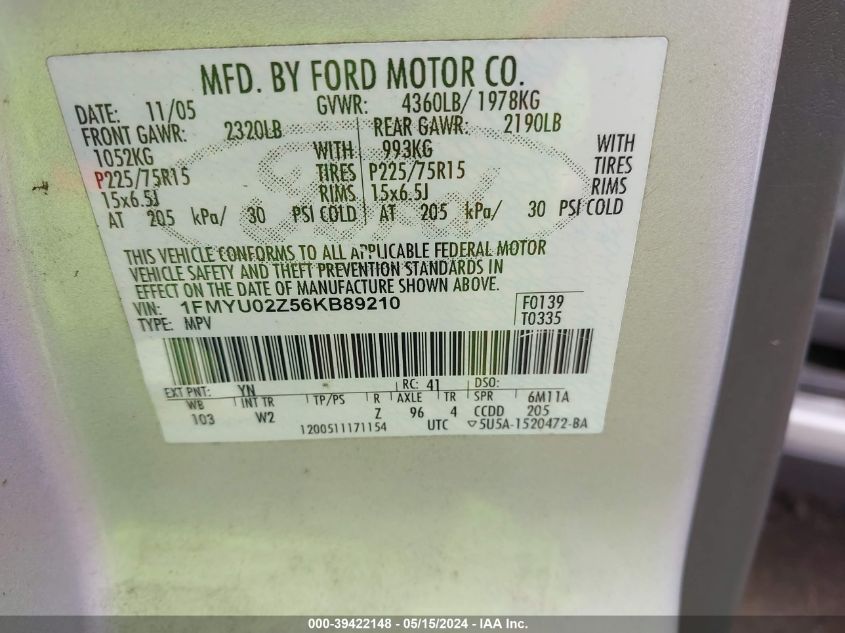 MFD. BY FORD MOTOR CO.
DATE: 11/05 GVWR: 4360LB/ 1978KG
FRONT GAWR: 2320LB REAR GAWR: 2190LB
1052KG WITH 993KG WITH
P225/75R15 TIRES P225/75R15 TIRES
15x6.5J RIMS 15x6.5J RIMS
AT 205 kPa/ 30 PSI COLD AT 205 kPa/ 30 PSI COLD
THIS VEHICLE CONFORMS TO ALL APPLICABLE FEDERAL MOTOR
VEHICLE SAFETY AND THEFT PREVENTION STANDARDS IN
EFFECT ON THE DATE OF MANUFACTURE SHOWN ABOVE.
VIN: 1FMYU02Z56KB89210 F0139
TYPE: MPV T0335
EXT PNT: YN RC: 41 DSO:
WB INT TR TP/PS R AXLE TR SPR 6M11A
103 W2 Z 96 4 CCDD 205
1200511171154 UTC ▽5U5A-1520472-BA
Ford
000-39422148 - 05/15/2024 - IAA Inc.